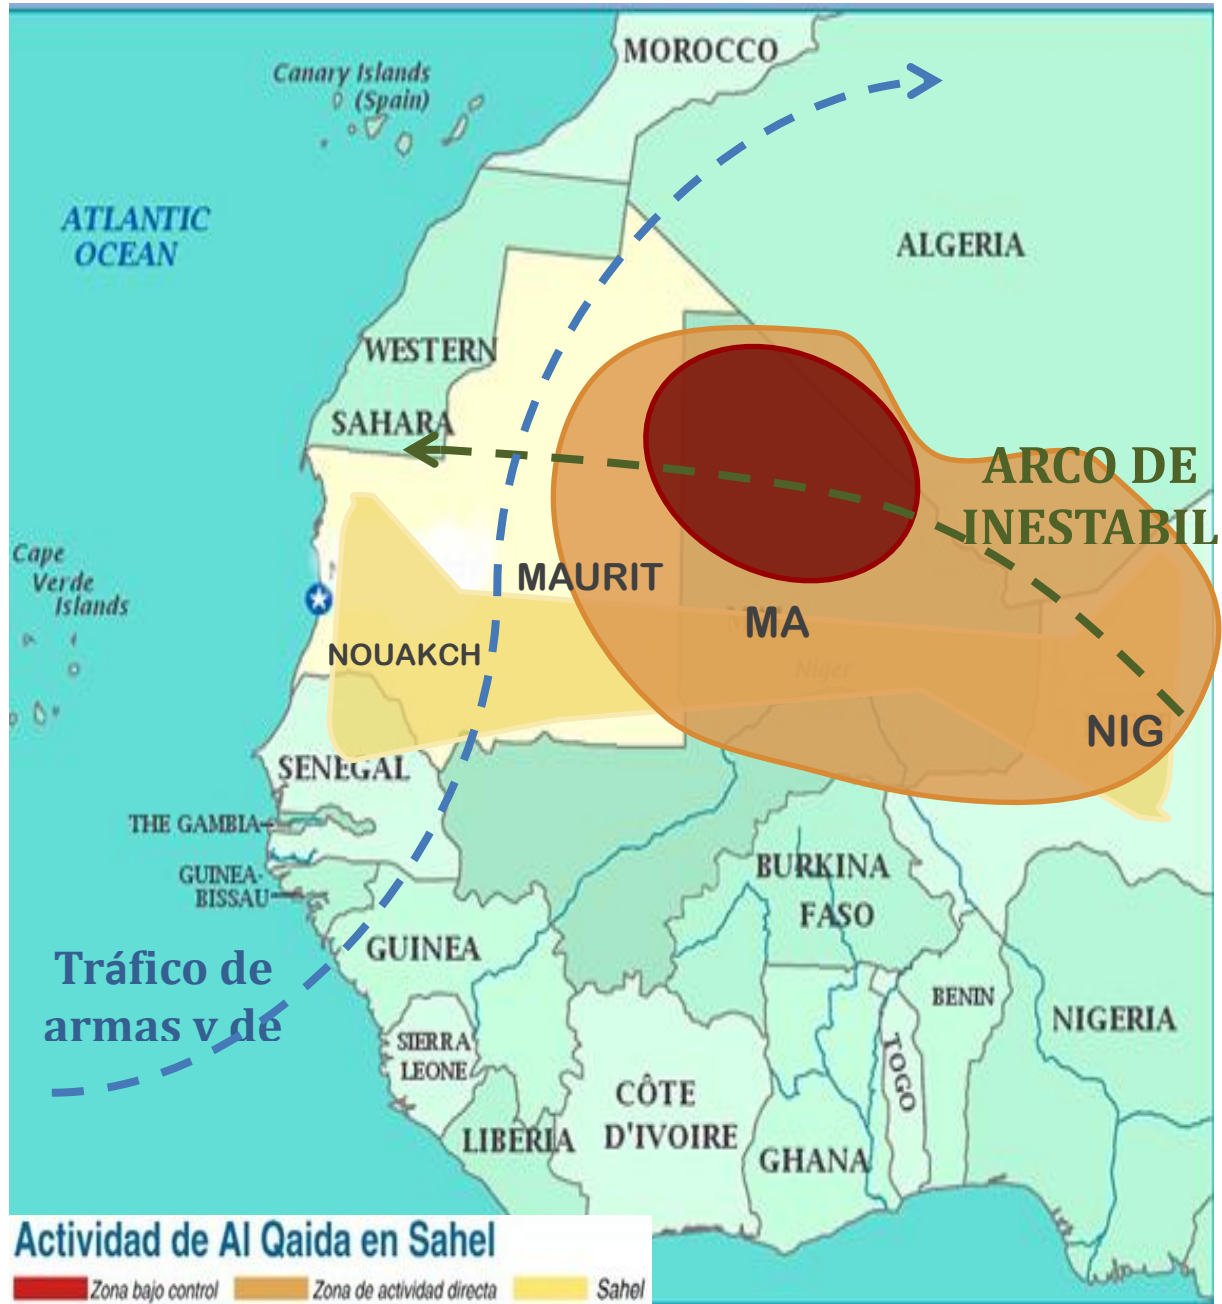 MOROCCO
Canary Islands
(Spain)
ATLANTIC
OCEAN
ALGERIA
WESTERN
SAHARA
ARCO DE
INESTABIL
Cape
Verde
Islands
MAURIT
MA
NOUAKCH
Niger
NIG
SENEGAL
THE GAMBIA
GUINEA-
BISSAU
BURKINA
FASO
GUINEA
Tráfico de
armas y de
BENIN
NIGERIA
SIERRA
LEONE
TOGO
CÔTE
D'IVOIRE
LIBERIA
GHANA
Actividad de Al Qaida en Sahel
Zona bajo control
Zona de actividad directa
Sahel